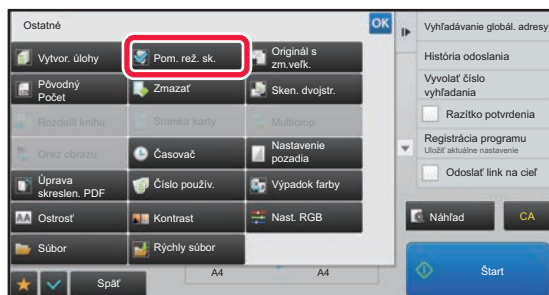 Ostatné
OK
Vytvor. úlohy
Pom. rež. sk.
Originál s
zm.veľk.
Pôvodný
Počet
Zmazať
Sken. dvojstr.
Rozdeliť knihu
Snímka karty
Multicrop
Orez obrazu
Časovač
Nastavenie
pozadia
Úprava
skreslen. PDF
Číslo použív.
Výpadok farby
AA Ostrosť
Kontrast
Nast. RGB
Súbor
Rýchly súbor
Späť
A4
A4
Vyhľadávanie globál. adresy
História odoslania
Vyvolať číslo
vyhľadania
Razítko potvrdenia
Registrácia programu
Uložiť aktuálne nastavenie
Odoslať link na cieľ
Náhľad
CA
Štart